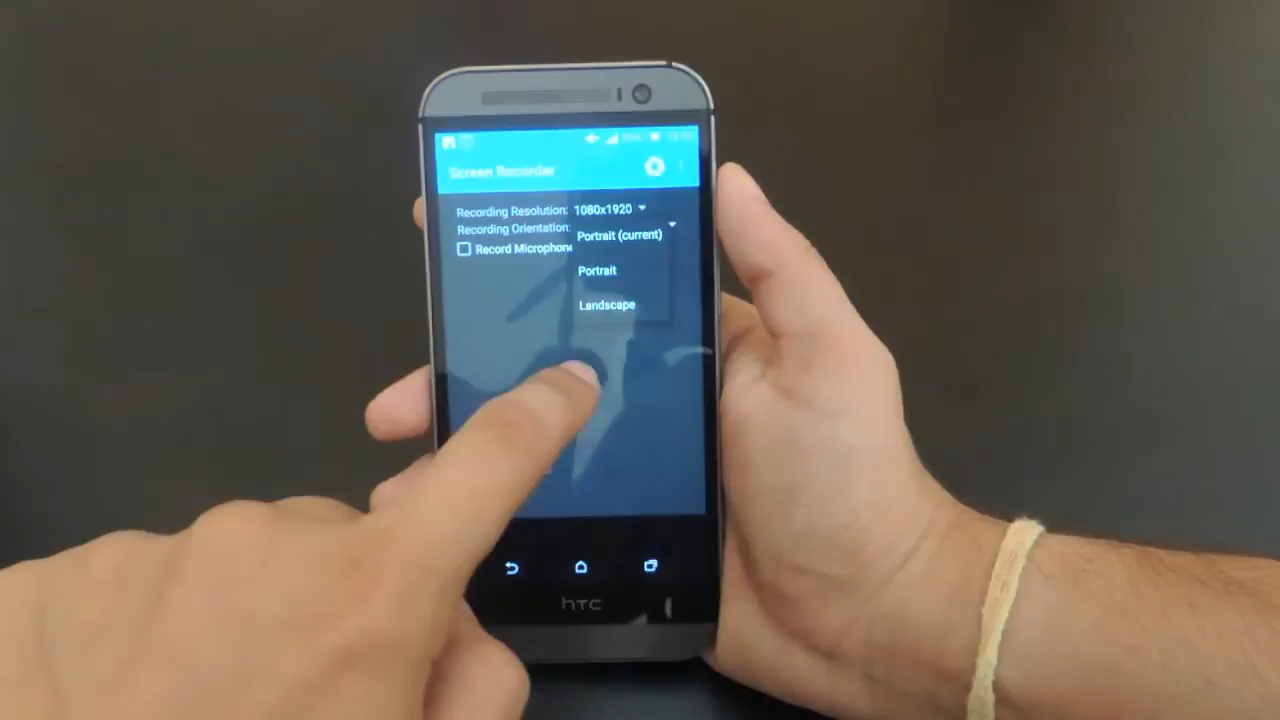 Screen Recorder
Recording Resolution: 1080x1920
Recording Orientation:
Portrait (current)
Record Microphone
Portrait
Landscape
hTC